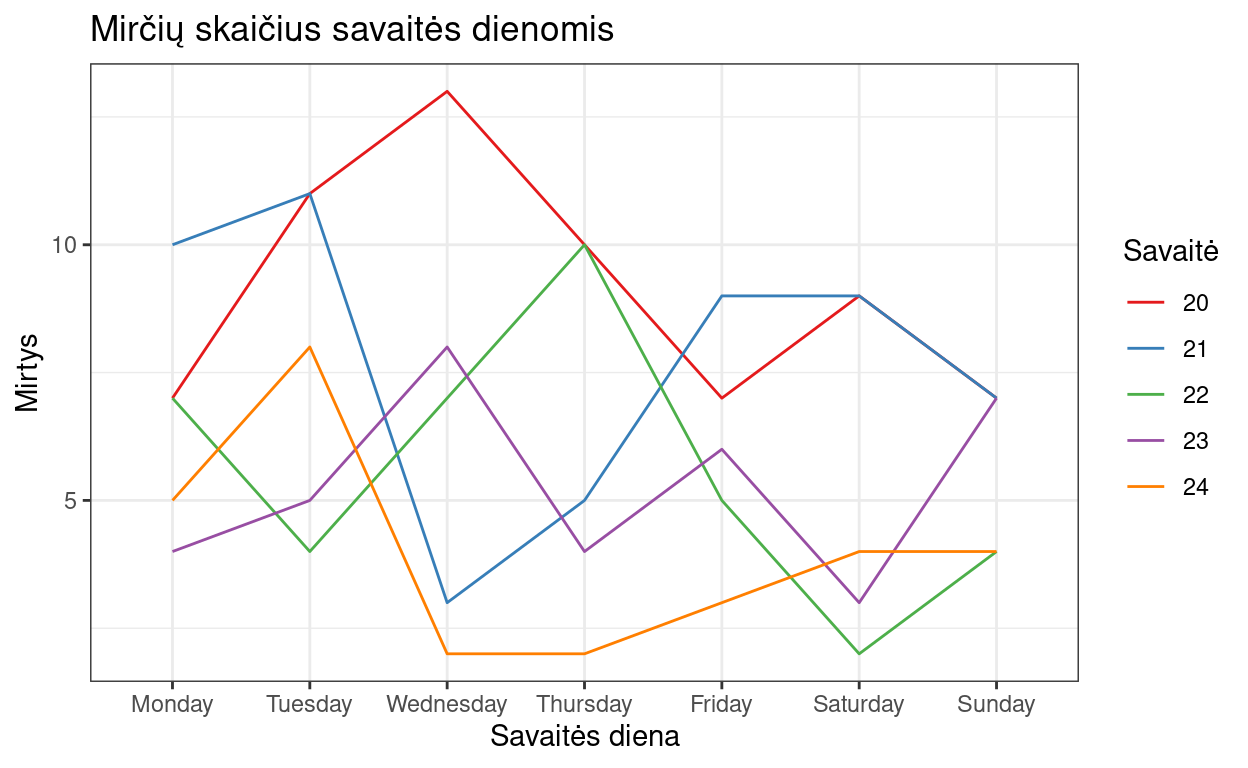 Mirčių skaičius savaitės dienomis
Mirtys
10
5
Monday Tuesday Wednesday Thursday Friday Saturday Sunday
Savaitės diena
Savaitė
20
21
22
23
24